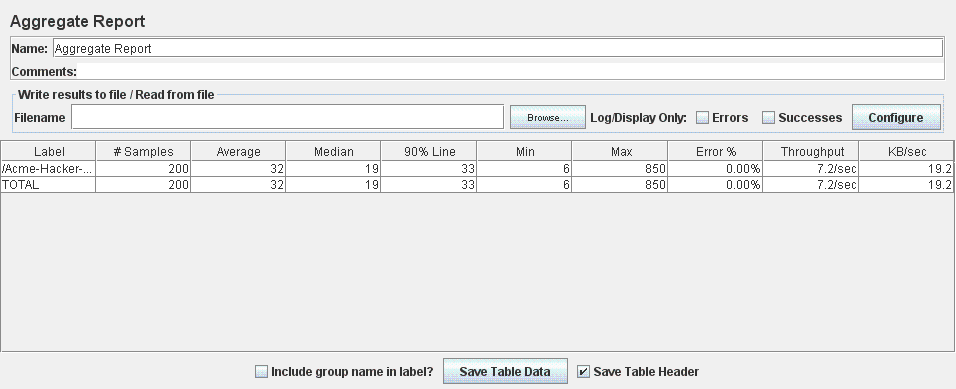 Aggregate Report
Name: Aggregate Report
Comments:
Write results to file / Read from file
Filename Browse... Log/Display Only: Errors Successes Configure
Label # Samples Average Median 90% Line Min Max Error % Throughput KB/sec
/Acme-Hacker-... 200 32 19 33 6 850 0.00% 7.2/sec 19.2
TOTAL 200 32 19 33 6 850 0.00% 7.2/sec 19.2
Include group name in label? Save Table Data Save Table Header